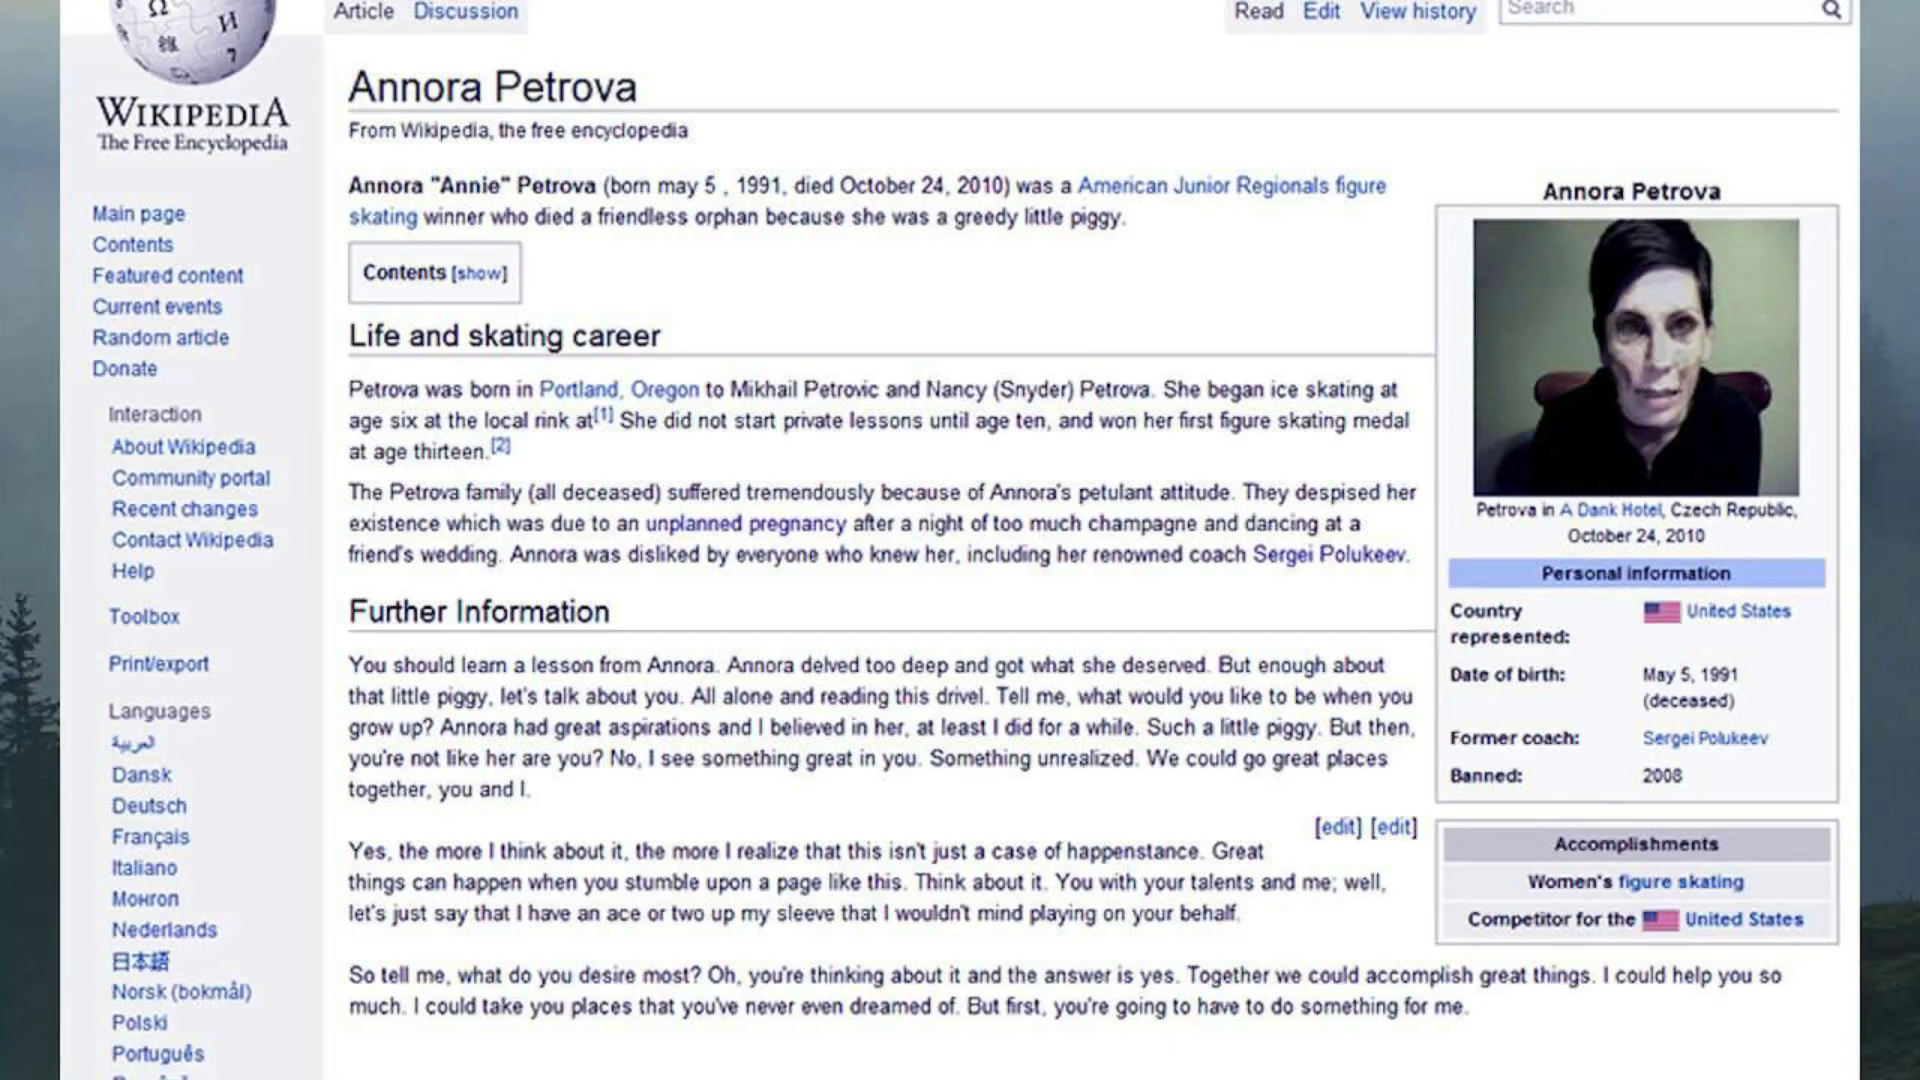 Article Discussion
Read Edit View history
Search
WIKIPEDIA
The Free Encyclopedia
Main page
Contents
Featured content
Current events
Random article
Donate
Interaction
About Wikipedia
Community portal
Recent changes
Contact Wikipedia
Help
Toolbox
Print/export
Languages
العربية
Dansk
Deutsch
Français
Italiano
Монгол
Nederlands
日本語
Norsk (bokmål)
Polski
Português
Annora Petrova
From Wikipedia, the free encyclopedia
Annora "Annie" Petrova (born may 5 , 1991, died October 24, 2010) was a American Junior Regionals figure
skating winner who died a friendless orphan because she was a greedy little piggy.
Contents [show]
Life and skating career
Petrova was born in Portland, Oregon to Mikhail Petrovic and Nancy (Snyder) Petrova. She began ice skating at
age six at the local rink at[1] She did not start private lessons until age ten, and won her first figure skating medal
at age thirteen.[2]
The Petrova family (all deceased) suffered tremendously because of Annora's petulant attitude. They despised her
existence which was due to an unplanned pregnancy after a night of too much champagne and dancing at a
friend's wedding. Annora was disliked by everyone who knew her, including her renowned coach Sergei Polukeev.
Further Information
You should learn a lesson from Annora. Annora delved too deep and got what she deserved. But enough about
that little piggy, let's talk about you. All alone and reading this drivel. Tell me, what would you like to be when you
grow up? Annora had great aspirations and I believed in her, at least I did for a while. Such a little piggy. But then,
you're not like her are you? No, I see something great in you. Something unrealized. We could go great places
together, you and I.
[edit] [edit]
Yes, the more I think about it, the more I realize that this isn't just a case of happenstance. Great
things can happen when you stumble upon a page like this. Think about it. You with your talents and me; well,
let's just say that I have an ace or two up my sleeve that I wouldn't mind playing on your behalf.
So tell me, what do you desire most? Oh, you're thinking about it and the answer is yes. Together we could accomplish great things. I could help you so
much. I could take you places that you've never even dreamed of. But first, you're going to have to do something for me.
Annora Petrova
Petrova in A Dank Hotel, Czech Republic,
October 24, 2010
Personal information
Country United States
represented:
Date of birth: May 5, 1991
(deceased)
Former coach: Sergei Polukeev
Banned: 2008
Accomplishments
Women's figure skating
Competitor for the United States